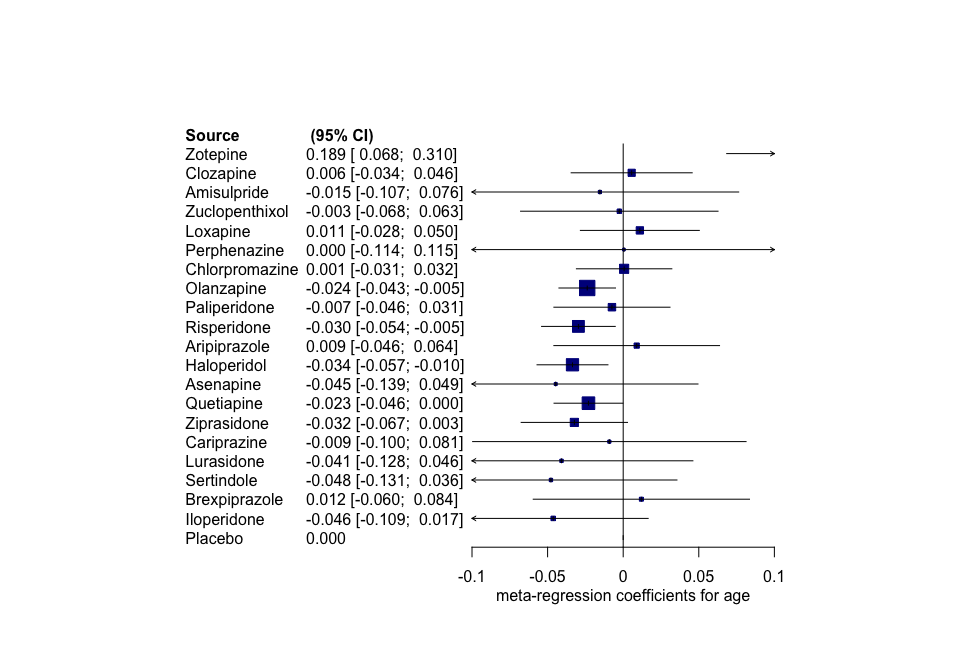 Source (95% CI)
Zotepine 0.189 [ 0.068; 0.310]
Clozapine 0.006 [-0.034; 0.046]
Amisulpride -0.015 [-0.107; 0.076]
Zuclopenthixol -0.003 [-0.068; 0.063]
Loxapine 0.011 [-0.028; 0.050]
Perphenazine 0.000 [-0.114; 0.115]
Chlorpromazine 0.001 [-0.031; 0.032]
Olanzapine -0.024 [-0.043; -0.005]
Paliperidone -0.007 [-0.046; 0.031]
Risperidone -0.030 [-0.054; -0.005]
Aripiprazole 0.009 [-0.046; 0.064]
Haloperidol -0.034 [-0.057; -0.010]
Asenapine -0.045 [-0.139; 0.049]
Quetiapine -0.023 [-0.046; 0.000]
Ziprasidone -0.032 [-0.067; 0.003]
Cariprazine -0.009 [-0.100; 0.081]
Lurasidone -0.041 [-0.128; 0.046]
Sertindole -0.048 [-0.131; 0.036]
Brexpiprazole 0.012 [-0.060; 0.084]
Iloperidone -0.046 [-0.109; 0.017]
Placebo 0.000
-0.1 -0.05 0 0.05 0.1
meta-regression coefficients for age